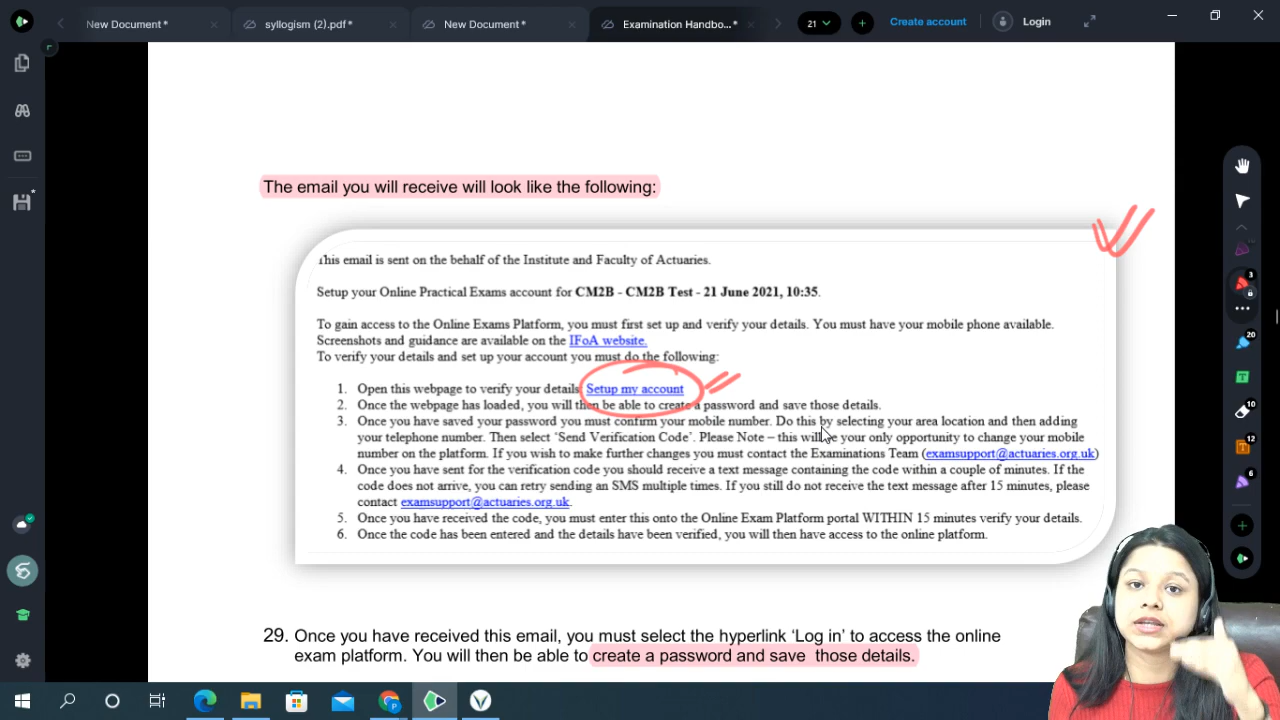 New Document*
syllogism (2).pdf*
New Document*
Examination Handbo...*
21
Create account
Login
The email you will receive will look like the following:
This email is sent on the behalf of the Institute and Faculty of Actuaries.
Setup your Online Practical Exams account for CM2B - CM2B Test - 21 June 2021, 10:35.
To gain access to the Online Exams Platform, you must first set up and verify your details. You must have your mobile phone available.
Screenshots and guidance are available on the IFoA website.
To verify your details and set up your account you must do the following:
1. Open this webpage to verify your details: Setup my account
2. Once the webpage has loaded, you will then be able to create a password and save those details.
3. Once you have saved your password you must confirm your mobile number. Do this by selecting your area location and then adding
your telephone number. Then select 'Send Verification Code'. Please Note – this will be your only opportunity to change your mobile
number on the platform. If you wish to make further changes you must contact the Examinations Team (examsupport@actuaries.org.uk)
4. Once you have sent for the verification code you should receive a text message containing the code within a couple of minutes. If the
code does not arrive, you can retry sending an SMS multiple times. If you still do not receive the text message after 15 minutes, please
contact examsupport@actuaries.org.uk.
5. Once you have received the code, you must enter this onto the Online Exam Platform portal WITHIN 15 minutes verify your details.
6. Once the code has been entered and the details have been verified, you will then have access to the online platform.
29. Once you have received this email, you must select the hyperlink 'Log in' to access the online
exam platform. You will then be able to create a password and save those details.
3
20
T
10
12
T
6